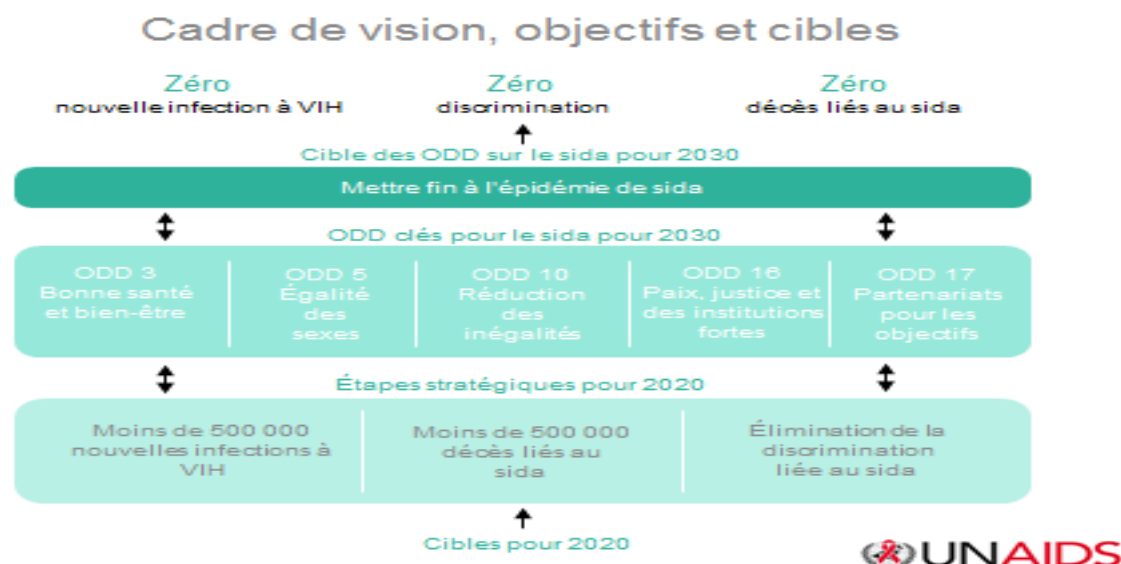 Cadre de vision, objectifs et cibles
Zéro
nouvelle infection à VIH
Zéro
discrimination
Zéro
décès liés au sida
Cible des ODD sur le sida pour 2030
Mettre fin à l'épidémie de sida
ODD clés pour le sida pour 2030
ODD 3
Bonne santé
et bien-être
ODD 5
Égalité
des
sexes
ODD 10
Réduction
des
inégalités
ODD 16
Paix, justice et
des institutions
fortes
ODD 17
Partenariats
pour les
objectifs
Étapes stratégiques pour 2020
Moins de 500 000
nouvelles infections à
VIH
Moins de 500 000
décès liés au
sida
Élimination de la
discrimination
liée au sida
Cibles pour 2020
UNAIDS